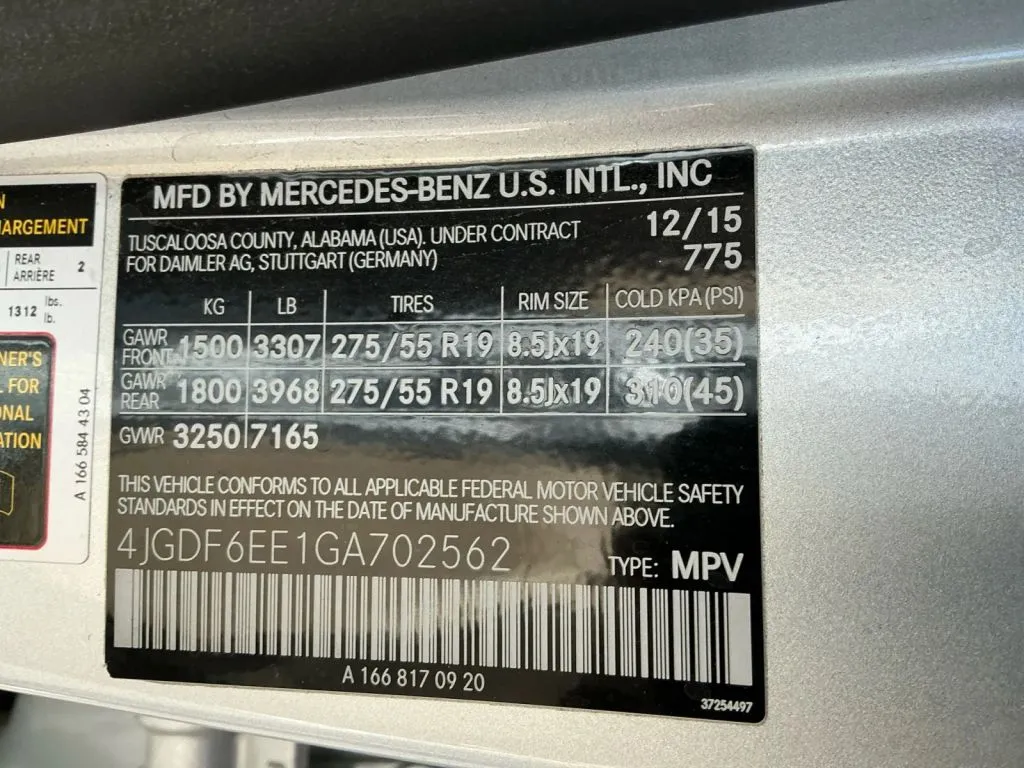 N
ARGEMENT
REAR
ARRIÈRE 2
1312 lbs.
lb.
NER'S
L FOR
ONAL
ATION
A 166 584 43 04
MFD BY MERCEDES-BENZ U.S. INTL., INC
TUSCALOOSA COUNTY, ALABAMA (USA). UNDER CONTRACT 12/15
FOR DAIMLER AG, STUTTGART (GERMANY) 775
KG LB TIRES RIM SIZE COLD KPA (PSI)
GAWR FRONT 1500 3307 275/55 R19 8.5Jx19 240(35)
GAWR REAR 1800 3968 275/55 R19 8.5Jx19 310(45)
GVWR 3250 7165
THIS VEHICLE CONFORMS TO ALL APPLICABLE FEDERAL MOTOR VEHICLE SAFETY
STANDARDS IN EFFECT ON THE DATE OF MANUFACTURE SHOWN ABOVE.
4JGDF6EE1GA702562 TYPE: MPV
A 166 817 09 20
37254497